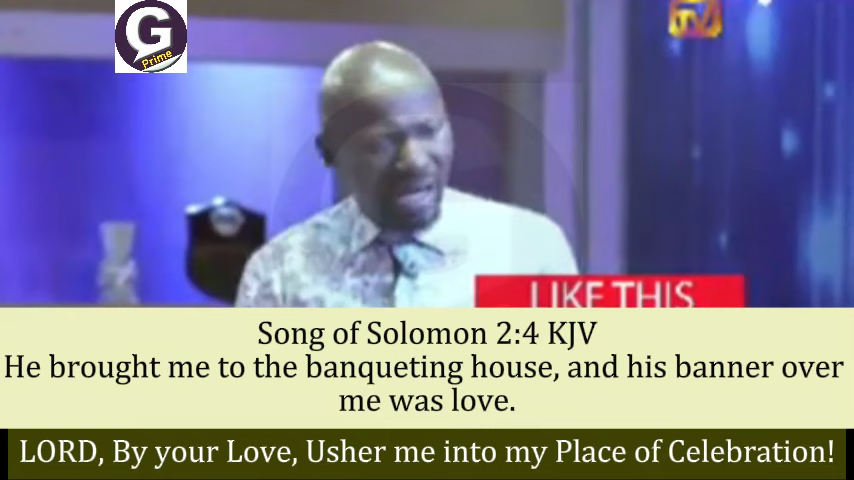 G
Prime
TV
LIKE THIS
Song of Solomon 2:4 KJV
He brought me to the banqueting house, and his banner over
me was love.
LORD, By your Love, Usher me into my Place of Celebration!